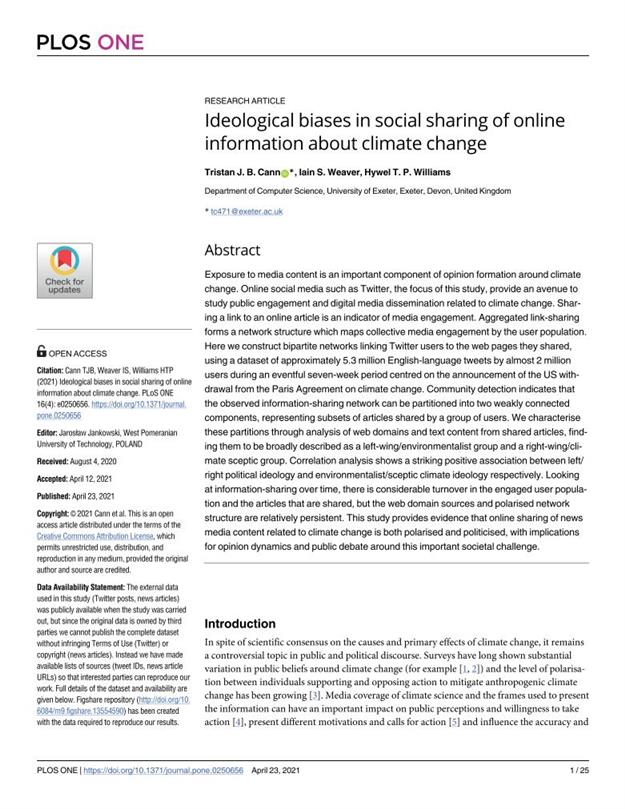 PLOS ONE
RESEARCH ARTICLE
Ideological biases in social sharing of online
information about climate change
Tristan J. B. Cann*, Iain S. Weaver, Hywel T. P. Williams
Department of Computer Science, University of Exeter, Exeter, Devon, United Kingdom
* tc471@exeter.ac.uk
Abstract
Exposure to media content is an important component of opinion formation around climate
change. Online social media such as Twitter, the focus of this study, provide an avenue to
study public engagement and digital media dissemination related to climate change. Shar-
ing a link to an online article is an indicator of media engagement. Aggregated link-sharing
forms a network structure which maps collective media engagement by the user population.
Here we construct bipartite networks linking Twitter users to the web pages they shared,
using a dataset of approximately 5.3 million English-language tweets by almost 2 million
users during an eventful seven-week period centred on the announcement of the US with-
drawal from the Paris Agreement on climate change. Community detection indicates that
the observed information-sharing network can be partitioned into two weakly connected
components, representing subsets of articles shared by a group of users. We characterise
these partitions through analysis of web domains and text content from shared articles, find-
ing them to be broadly described as a left-wing/environmentalist group and a right-wing/cli-
mate sceptic group. Correlation analysis shows a striking positive association between left/
right political ideology and environmentalist/sceptic climate ideology respectively. Looking
at information-sharing over time, there is considerable turnover in the engaged user popula-
tion and the articles that are shared, but the web domain sources and polarised network
structure are relatively persistent. This study provides evidence that online sharing of news
media content related to climate change is both polarised and politicised, with implications
for opinion dynamics and public debate around this important societal challenge.
Introduction
In spite of scientific consensus on the causes and primary effects of climate change, it remains
a controversial topic in public and political discourse. Surveys have long shown substantial
variation in public beliefs around climate change (for example [1, 2]) and the level of polarisa-
tion between individuals supporting and opposing action to mitigate anthropogenic climate
change has been growing [3]. Media coverage of climate science and the frames used to present
the information can have an important impact on public perceptions and willingness to take
action [4], present different motivations and calls for action [5] and influence the accuracy and
Check for
updates
OPEN ACCESS
Citation: Cann TJB, Weaver IS, Williams HTP
(2021) Ideological biases in social sharing of online
information about climate change. PLoS ONE
16(4): e0250656. https://doi.org/10.1371/journal.
pone.0250656
Editor: Jarosław Jankowski, West Pomeranian
University of Technology, POLAND
Received: August 4, 2020
Accepted: April 12, 2021
Published: April 23, 2021
Copyright: © 2021 Cann et al. This is an open
access article distributed under the terms of the
Creative Commons Attribution License, which
permits unrestricted use, distribution, and
reproduction in any medium, provided the original
author and source are credited.
Data Availability Statement: The external data
used in this study (Twitter posts, news articles)
was publicly available when the study was carried
out, but since the original data is owned by third
parties we cannot publish the complete dataset
without infringing Terms of Use (Twitter) or
copyright (news articles). Instead we have made
available lists of sources (tweet IDs, news article
URLs) so that interested parties can reproduce our
work. Full details of the dataset and availability are
given below. Figshare repository (http://doi.org/10.
6084/m9.figshare.13554590) has been created
with the data required to reproduce our results.
PLOS ONE | https://doi.org/10.1371/journal.pone.0250656 April 23, 2021
1 / 25